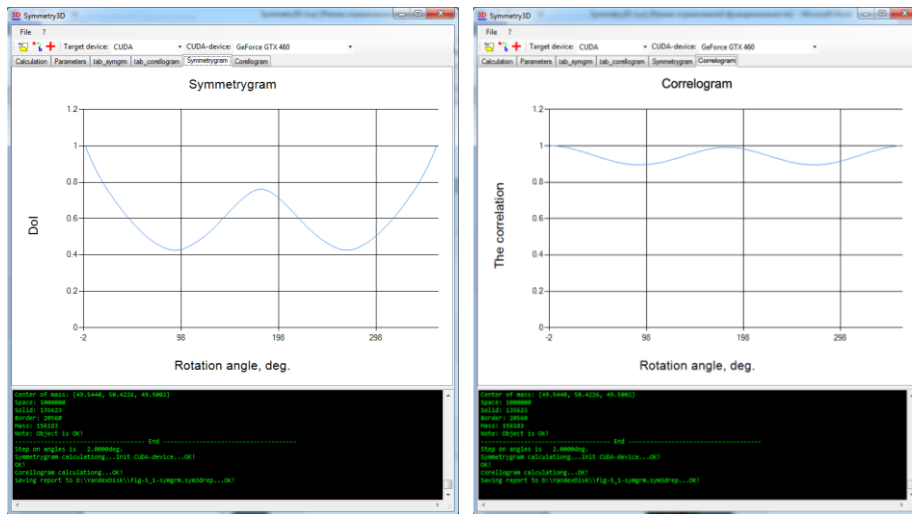 Symmetry3D
File ?
Target device: CUDA CUDA-device: GeForce GTX 460
Calculation Parameters tab_symgrm tab_corellogram Symmetrygram Corellogram
Symmetrygram
1.2
1
0.8
0.6
0.4
0.2
0
DoI
-2 98 198 298
Rotation angle, deg.
Center of mass: (49.5440, 50.4226, 49.5002)
Space: 1000000
Solid: 135623
Border: 20560
Mass: 156183
Note: Object is OK!
End
Step on angles is 2.0000deg.
Symmetrygram calculationg...Init CUDA-device...OK!
OK!
Corellogram calculationg...OK!
Saving report to D:\YandexDisk\\fig-5_1-symgrm.sym3drep...OK!
Symmetry3D
File ?
Target device: CUDA CUDA-device: GeForce GTX 460
Calculation Parameters tab_symgrm tab_corellogram Symmetrygram Correlogram
Correlogram
1.2
1
0.8
0.6
0.4
0.2
0
The correlation
-2 98 198 298
Rotation angle, deg.
Center of mass: (49.5440, 50.4226, 49.5002)
Space: 1000000
Solid: 135623
Border: 20560
Mass: 156183
Note: Object is OK!
End
Step on angles is 2.0000deg.
Symmetrygram calculationg...Init CUDA-device...OK!
OK!
Corellogram calculationg...OK!
Saving report to D:\YandexDisk\\fig-5_1-symgrm.sym3drep...OK!